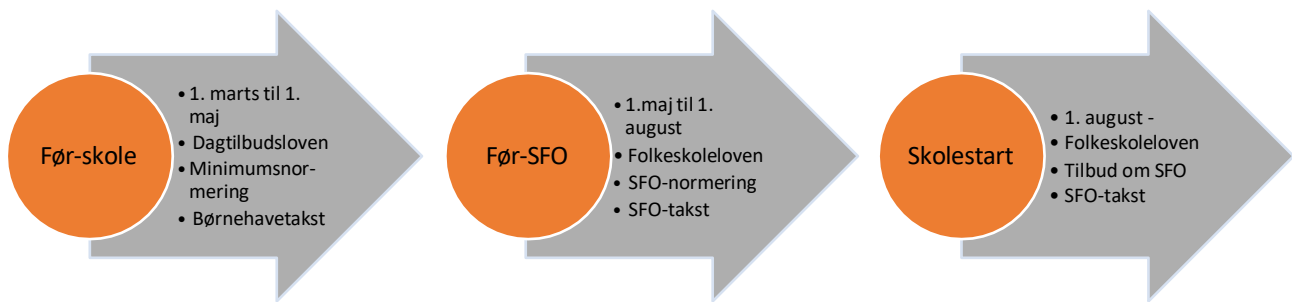 Før-skole
• 1. marts til 1.
maj
• Dagtilbudsloven
• Minimumsnor-
mering
• Børnehavetakst
Før-SFO
• 1.maj til 1.
august
• Folkeskoleloven
• SFO-normering
• SFO-takst
Skolestart
• 1. august -
• Folkeskoleloven
• Tilbud om SFO
• SFO-takst